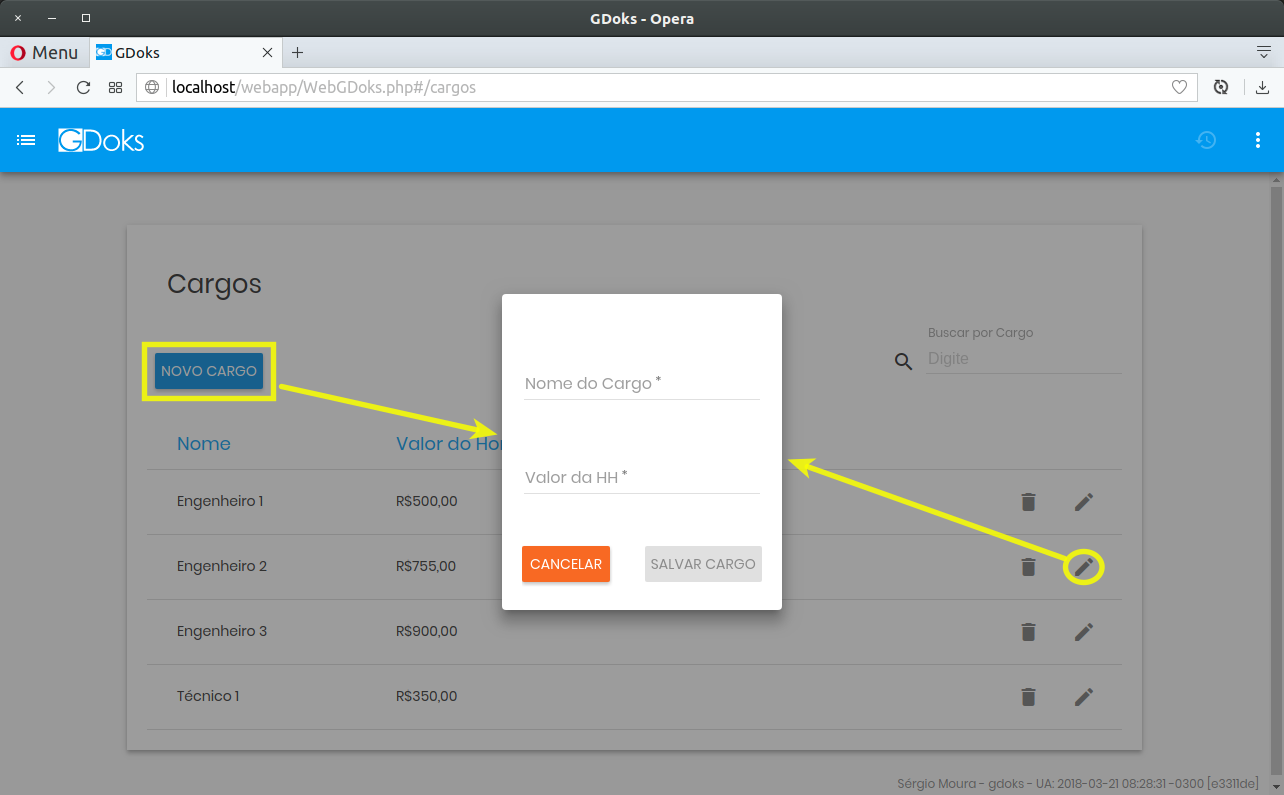 GDoks - Opera
Menu
GD GDoks
localhost/webapp/WebGDoks.php#/cargos
GDoks
Cargos
Buscar por Cargo
NOVO CARGO
Digite
Nome do Cargo *
Nome
Valor do Hor
Valor da HH *
Engenheiro 1
R$500,00
CANCELAR
SALVAR CARGO
Engenheiro 2
R$755,00
Engenheiro 3
R$900,00
Técnico 1
R$350,00
Sérgio Moura - gdoks - UA: 2018-03-21 08:28:31 -0300 [e3311de]